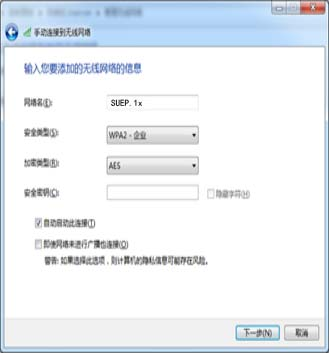 手动连接到无线网络
输入您要添加的无线网络的信息
网络名(E): SUEP. 1x
安全类型(S): WPA2 - 企业
加密类型(R): AES
安全密钥(C): 隐藏字符(H)
自动启动此连接(T)
即使网络未进行广播也连接(O)
警告: 如果选择此选项，则计算机的隐私信息可能存在风险。
下一步(N) 取消